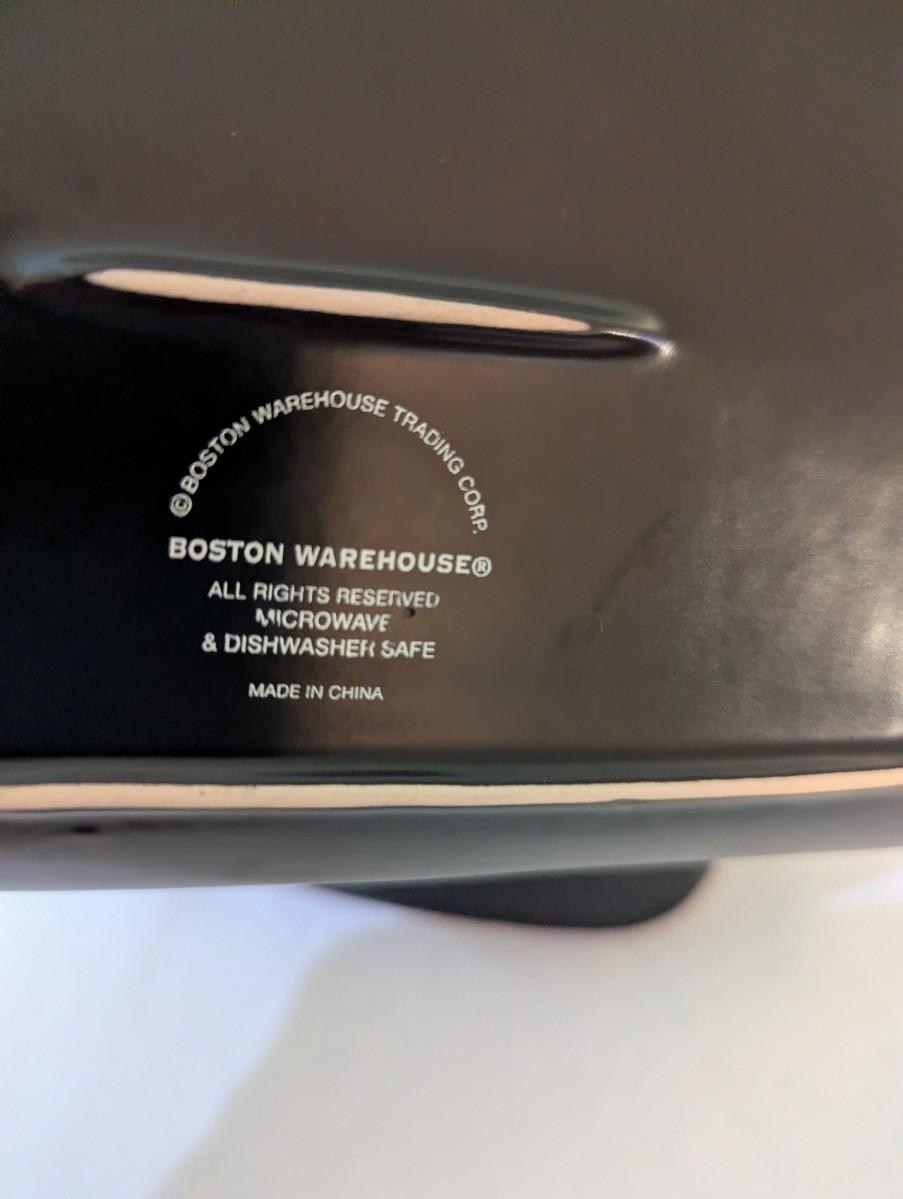 ©BOSTON WAREHOUSE TRADING CORP.
BOSTON WAREHOUSE®
ALL RIGHTS RESERVED
MICROWAVE
& DISHWASHER SAFE
MADE IN CHINA